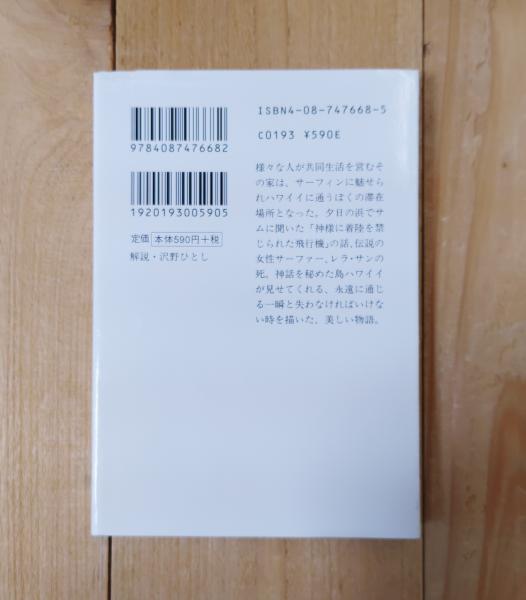 ISBN4-08-747668-5
C0193 ¥590E
9784087476682
1920193005905
定価 本体590円+税
解説・沢野ひとし
様々な人が共同生活を営むそ
の家は、サーフィンに魅せら
れハワイイに通うぼくの滞在
場所となった。夕日の浜でサ
ムに聞いた「神様に着陸を禁
じられた飛行機」の話、伝説の
女性サーファー、レラ・サンの
死。神話を秘めた島ハワイイ
が見せてくれる、永遠に通じ
る一瞬と失わなければいけな
い時を描いた、美しい物語。